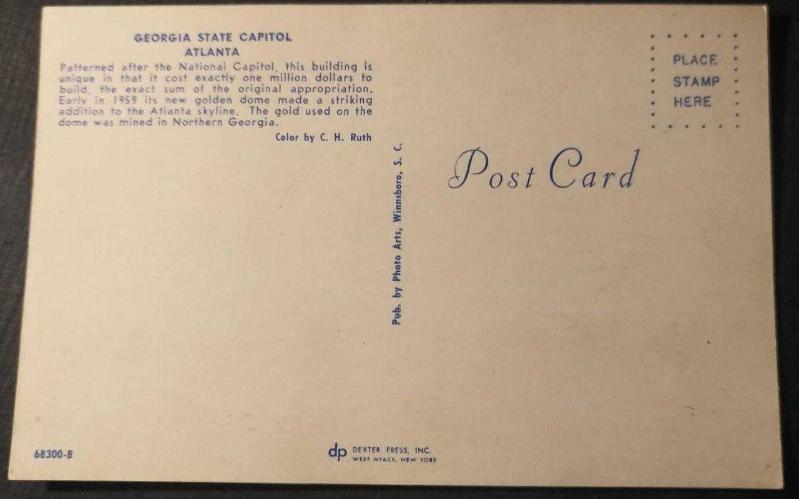 GEORGIA STATE CAPITOL
ATLANTA
Patterned after the National Capitol, this building is
unique in that it cost exactly one million dollars to
build, the exact sum of the original appropriation.
Early in 1959 its new golden dome made a striking
addition to the Atlanta skyline. The gold used on the
dome was mined in Northern Georgia.
Color by C. H. Ruth
Pub. by Photo Arts, Winnsboro, S. C.
PLACE
STAMP
HERE
Post Card
68300-B
dp DEXTER PRESS, INC.
WEST NYACK, NEW YORK